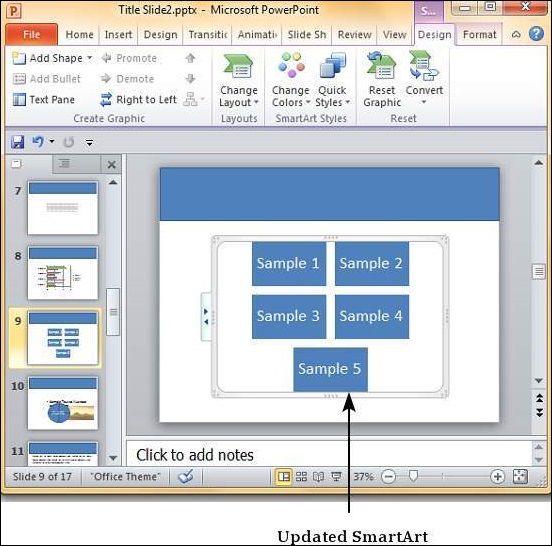 Title Slide2.pptx - Microsoft PowerPoint
S...
File Home Insert Design Transiti Animati Slide Sh Review View Design Format
Add Shape Promote
Add Bullet Demote
Text Pane Right to Left
Change Layout
Change Colors Quick Styles
Reset Graphic Convert
Create Graphic Layouts SmartArt Styles Reset
7
8
9
10
11
Sample 1 Sample 2
Sample 3 Sample 4
Sample 5
Click to add notes
Slide 9 of 17 "Office Theme" 37%
Updated SmartArt